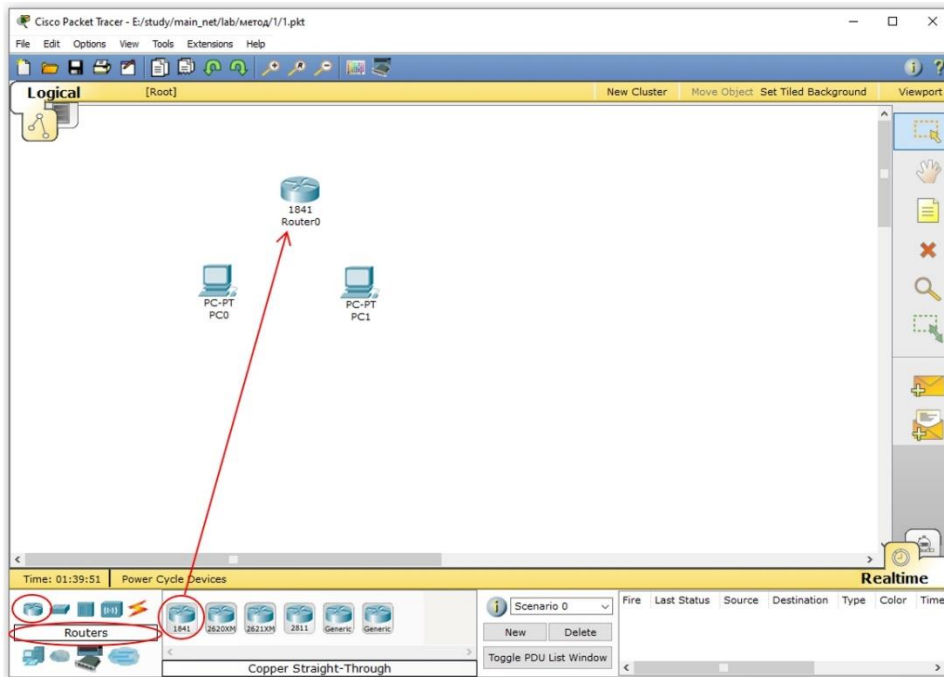 Cisco Packet Tracer - E:/study/main_net/lab/метод/1/1.pkt
File Edit Options View Tools Extensions Help
Logical [Root] New Cluster Move Object Set Tiled Background Viewport
1841
Router0
PC-PT
PC0
PC-PT
PC1
Time: 01:39:51 Power Cycle Devices Realtime
Routers
1841 2620XM 2621XM 2811 Generic Generic
Copper Straight-Through
Scenario 0
New Delete
Toggle PDU List Window
Fire Last Status Source Destination Type Color Time